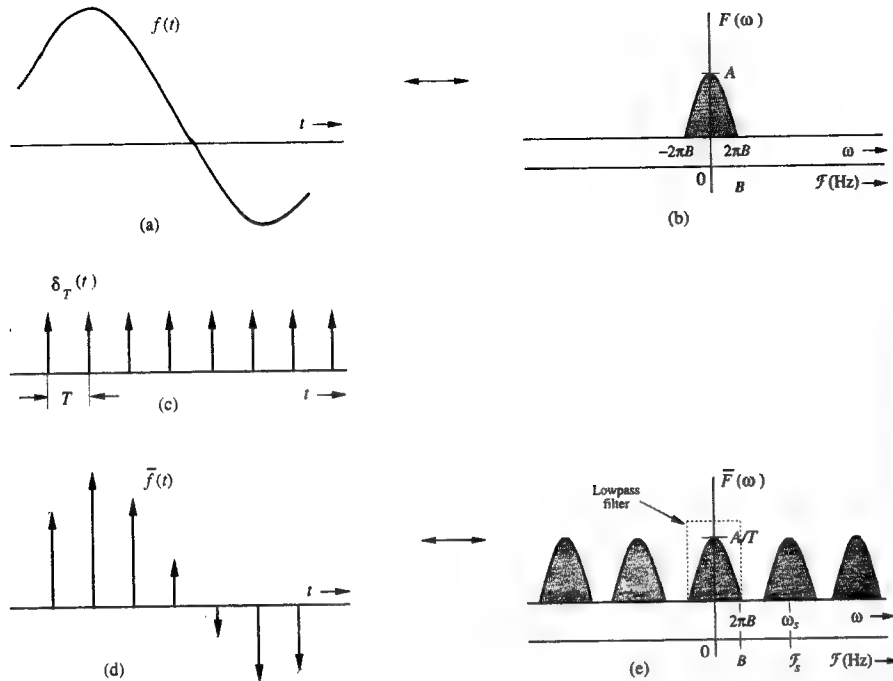 f(t)
t
(a)
F(ω)
A
−2πB 2πB ω
0 B 𝓕(Hz)
(b)
δ_T(t)
T t
(c)
f̅(t)
t
(d)
F̅(ω)
Lowpass
filter
A/T
2πB ω_s ω
0 B 𝓕_s 𝓕(Hz)
(e)